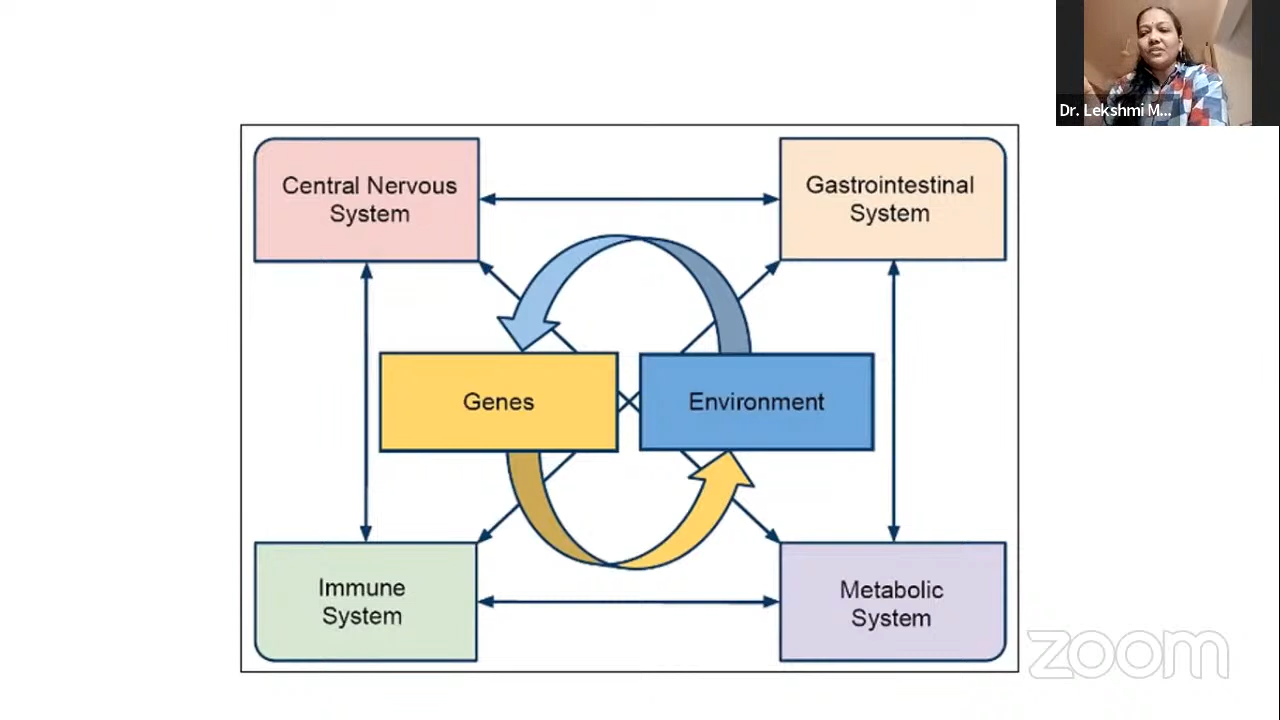 Dr. Lekshmi M...
Central Nervous
System
Gastrointestinal
System
Genes
Environment
Immune
System
Metabolic
System
zoom